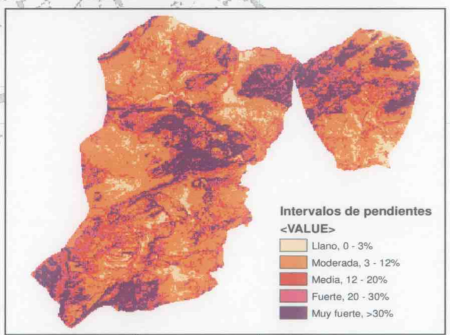 Intervalos de pendientes
<VALUE>
Llano, 0 - 3%
Moderada, 3 - 12%
Media, 12 - 20%
Fuerte, 20 - 30%
Muy fuerte, >30%